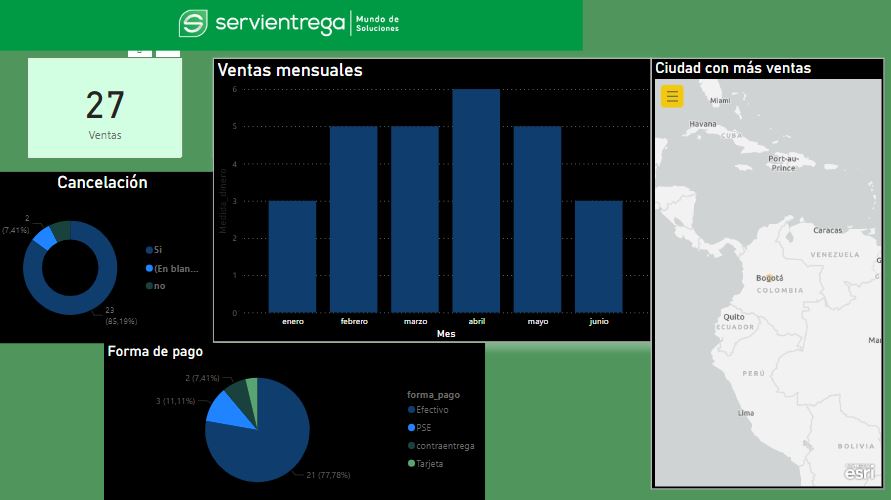 servientrega Mundo de
Soluciones
27
Ventas
Cancelación
2
(7,41%)
23
(85,19%)
Si
(En blan...
no
Ventas mensuales
6
5
4
3
2
1
0
Medida_dinero
enero febrero marzo abril mayo junio
Mes
Ciudad con más ventas
Miami
Havana
CUBA
Port-au-
Prince
Caracas
VENEZUELA
G
Bogotá
COLOMBIA
Quito
ECUADOR
Ma
PERÚ
Lima
BOLIVIA
esri
Forma de pago
2 (7,41%)
3 (11,11%)
21 (77,78%)
forma_pago
Efectivo
PSE
contraentrega
Tarjeta